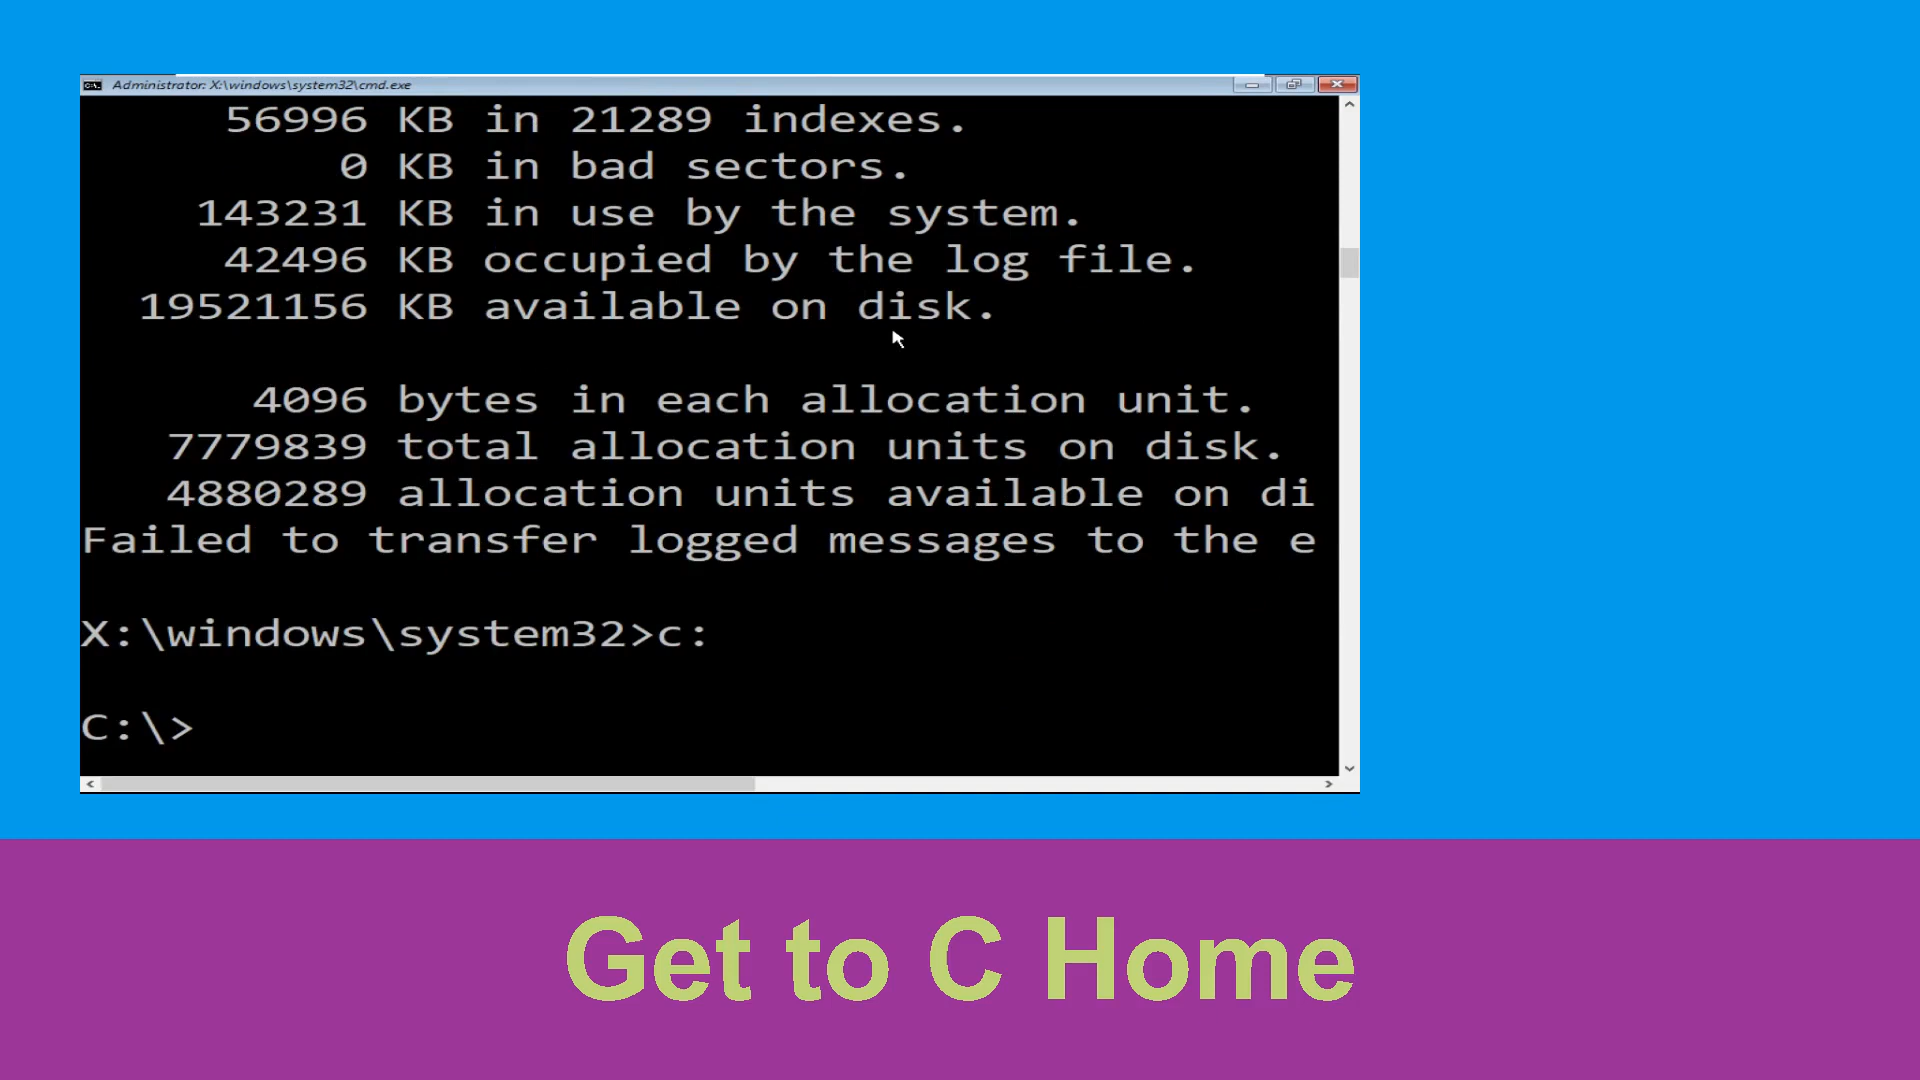 Administrator: X:\windows\system32\cmd.exe
56996 KB in 21289 indexes.
0 KB in bad sectors.
143231 KB in use by the system.
42496 KB occupied by the log file.
19521156 KB available on disk.
4096 bytes in each allocation unit.
7779839 total allocation units on disk.
4880289 allocation units available on di
Failed to transfer logged messages to the e
X:\windows\system32>c:
C:\>
Get to C Home